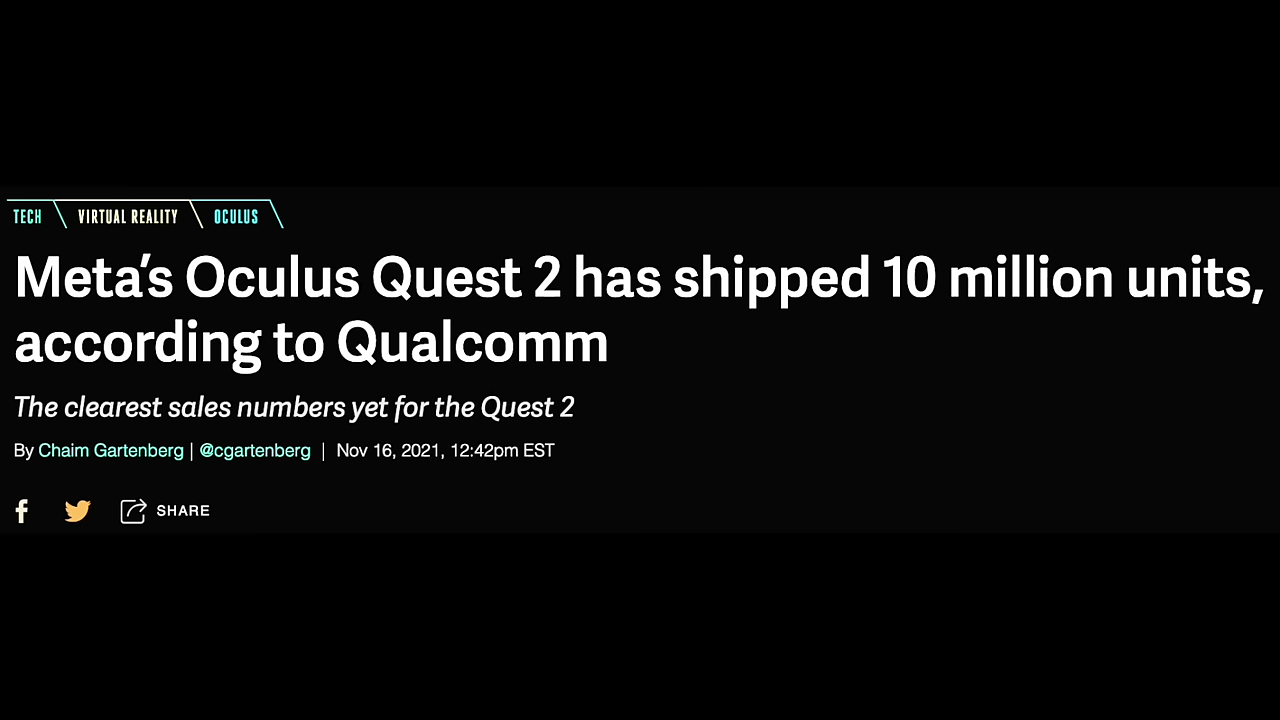 TECH VIRTUAL REALITY OCULUS
Meta’s Oculus Quest 2 has shipped 10 million units,
according to Qualcomm
The clearest sales numbers yet for the Quest 2
By Chaim Gartenberg | @cgartenberg | Nov 16, 2021, 12:42pm EST
SHARE